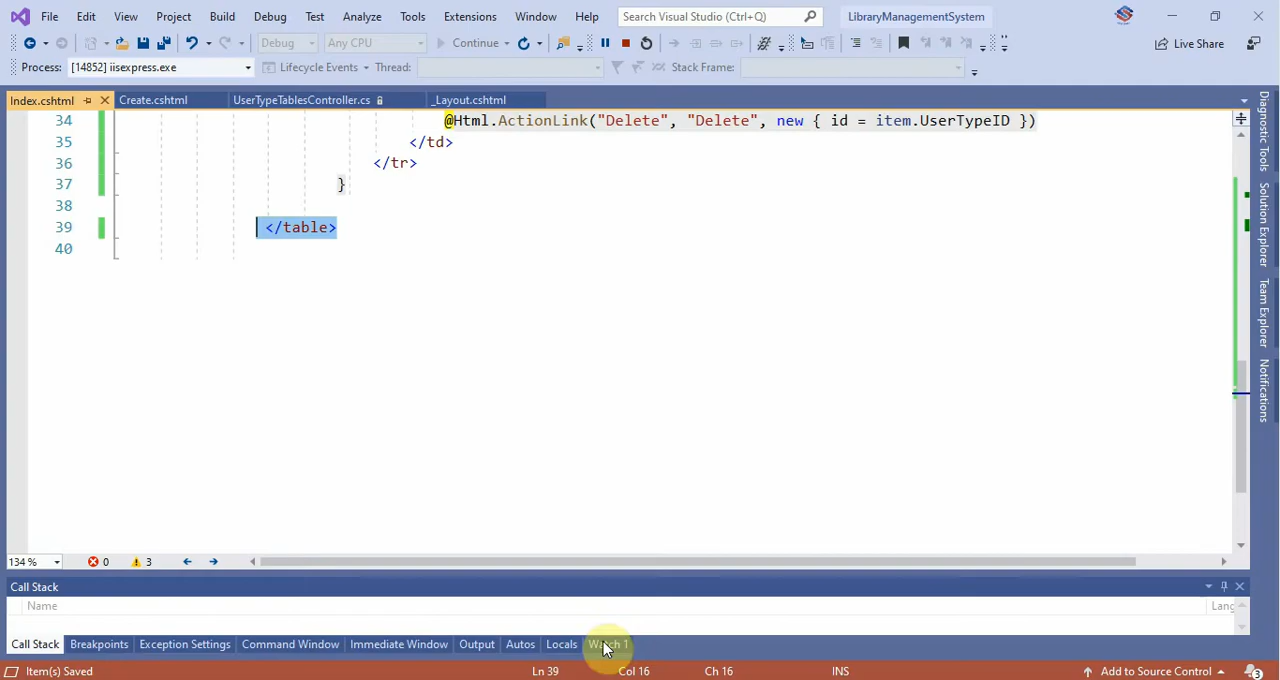 File Edit View Project Build Debug Test Analyze Tools Extensions Window Help Search Visual Studio (Ctrl+Q) LibraryManagementSystem
Debug Any CPU Continue Live Share
Process: [14852] iisexpress.exe Lifecycle Events Thread: Stack Frame:
Index.cshtml Create.cshtml UserTypeTablesController.cs _Layout.cshtml
34 @Html.ActionLink("Delete", "Delete", new { id = item.UserTypeID })
35 </td>
36 </tr>
37 }
38
39 </table>
40
Diagnostic Tools
Solution Explorer
Team Explorer
Notifications
134 % 0 3
Call Stack
Name Lang
Call Stack Breakpoints Exception Settings Command Window Immediate Window Output Autos Locals Watch 1
Item(s) Saved Ln 39 Col 16 Ch 16 INS Add to Source Control 3